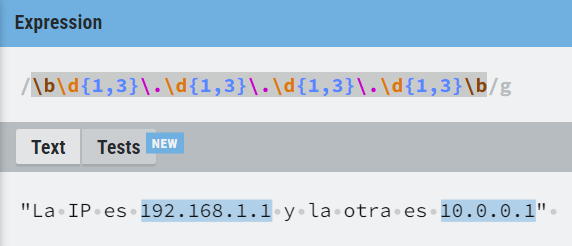 Expression
/\b\d{1,3}\.\d{1,3}\.\d{1,3}\.\d{1,3}\b/g
Text Tests NEW
"La·IP·es·192.168.1.1·y·la·otra·es·10.0.0.1"·